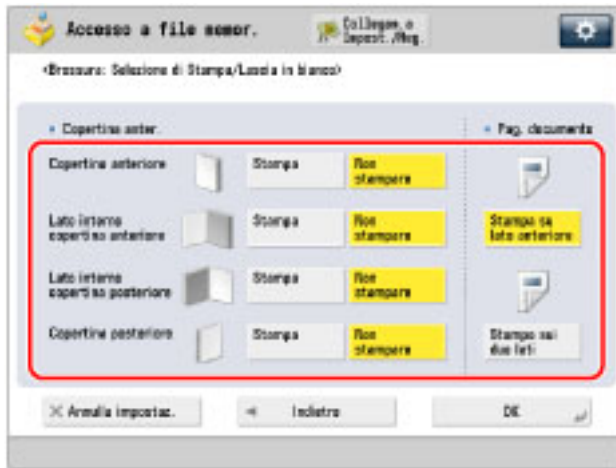 Accesso a file memor.
Collegam. o
Impost./Reg.
<Brossura: Selezione di Stampa/Lascia in bianco>
Copertina anter.
Pag. documento
Copertina anteriore
Stampa
Non
stampare
Lato interno
copertina anteriore
Stampa
Non
stampare
Stampa su
lato anteriore
Lato interno
copertina posteriore
Stampa
Non
stampare
Copertina posteriore
Stampa
Non
stampare
Stampa sui
due lati
Annulla impostaz.
Indietro
OK